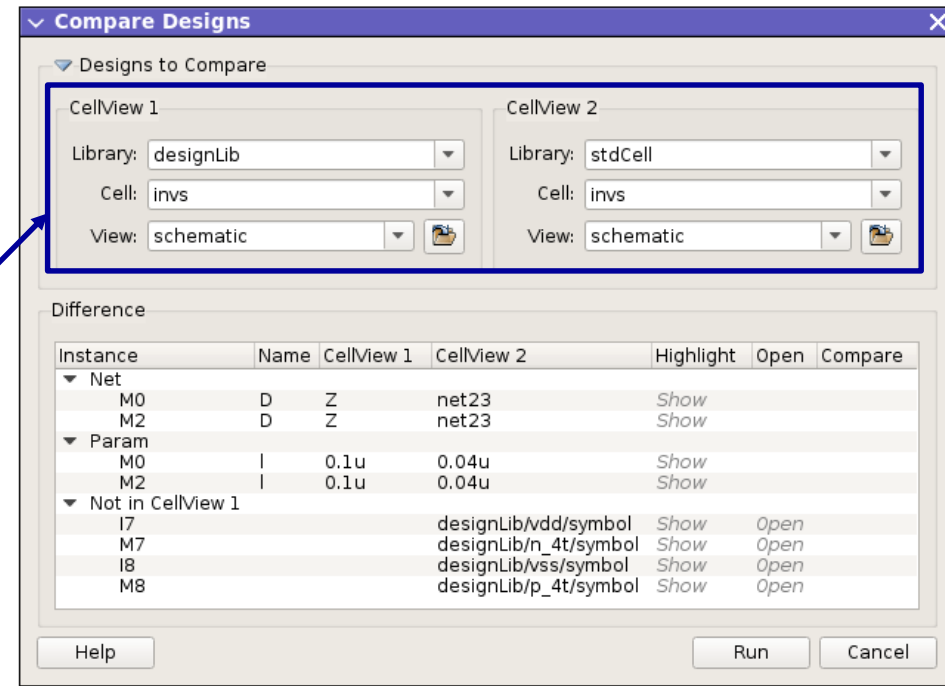 Compare Designs
Designs to Compare
CellView 1
Library: designLib
Cell: invs
View: schematic
CellView 2
Library: stdCell
Cell: invs
View: schematic
Difference
Instance Name CellView 1 CellView 2 Highlight Open Compare
Net
M0 D Z net23 Show
M2 D Z net23 Show
Param
M0 l 0.1u 0.04u Show
M2 l 0.1u 0.04u Show
Not in CellView 1
I7 designLib/vdd/symbol Show Open
M7 designLib/n_4t/symbol Show Open
I8 designLib/vss/symbol Show Open
M8 designLib/p_4t/symbol Show Open
Help Run Cancel